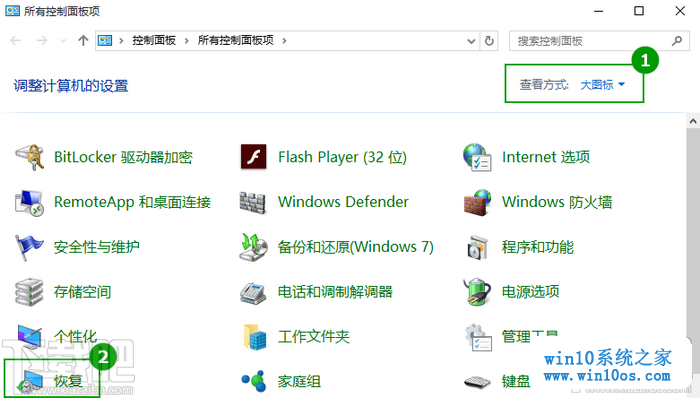 所有控制面板项
控制面板 所有控制面板项 搜索控制面板
1
调整计算机的设置 查看方式: 大图标
BitLocker 驱动器加密 Flash Player (32 位) Internet 选项
RemoteApp 和桌面连接 Windows Defender Windows 防火墙
安全性与维护 备份和还原(Windows 7) 程序和功能
存储空间 电话和调制解调器 电源选项
个性化 工作文件夹 管理工具
2
恢复 家庭组 键盘
win10系统之家
www.win10os.com